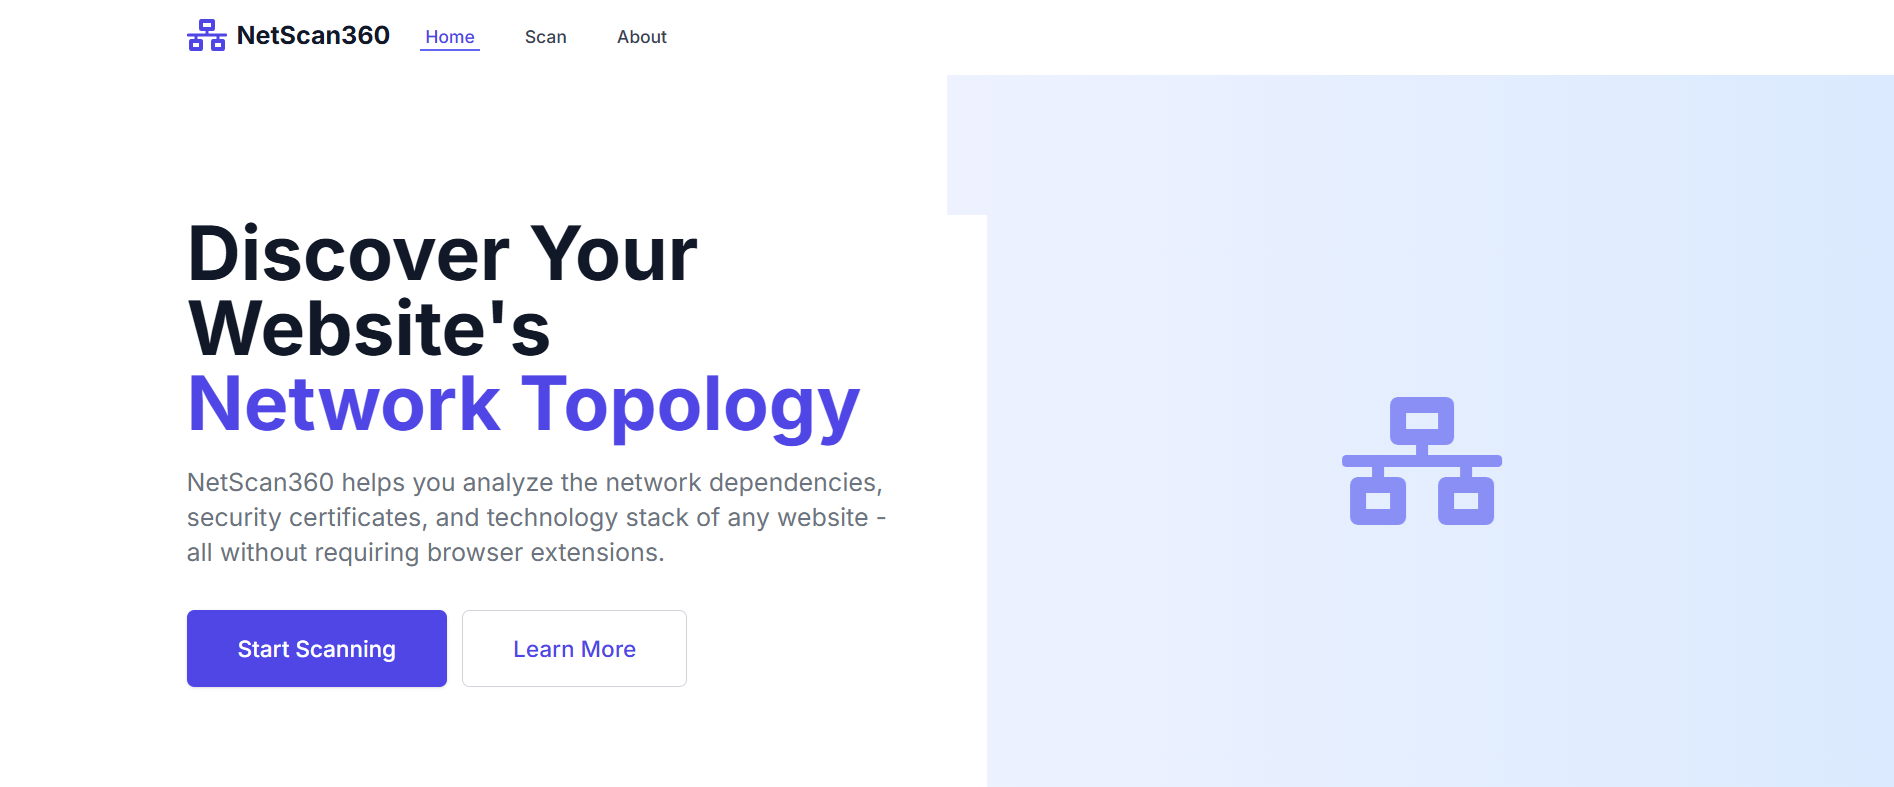 NetScan360
Home
Scan
About
Discover Your
Website's
Network Topology
NetScan360 helps you analyze the network dependencies,
security certificates, and technology stack of any website -
all without requiring browser extensions.
Start Scanning
Learn More